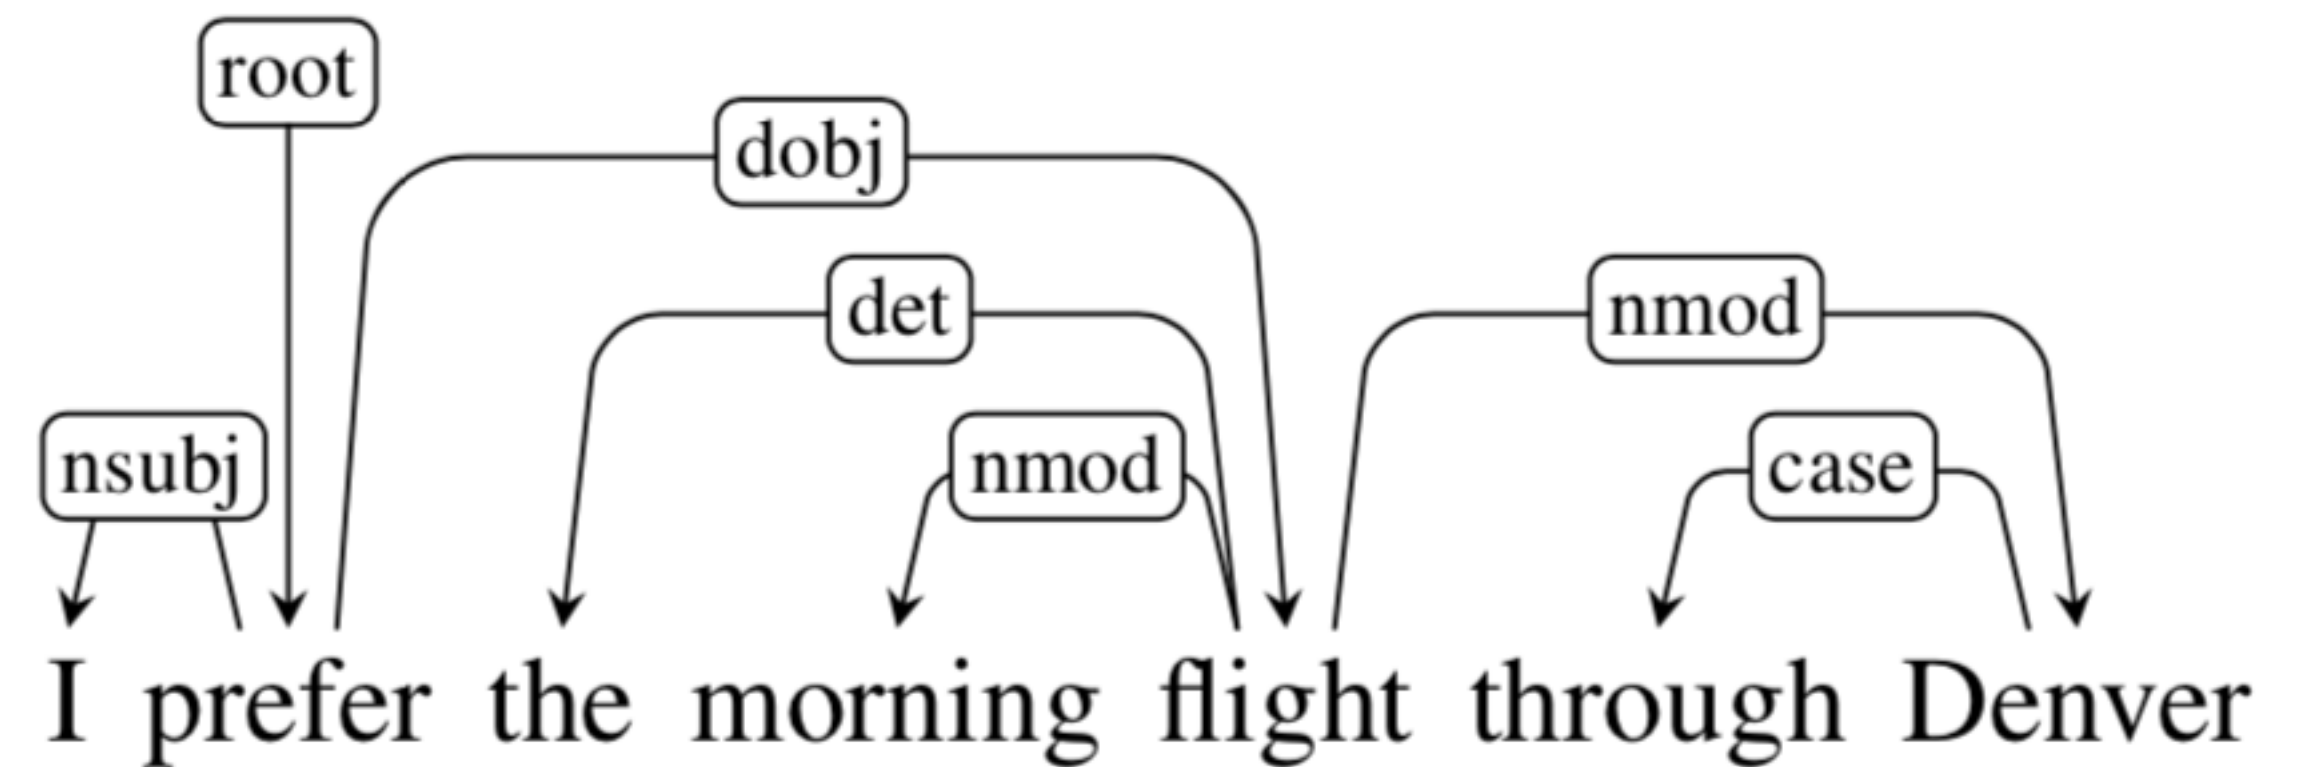 root
dobj
det nmod
nsubj nmod case
I prefer the morning flight through Denver